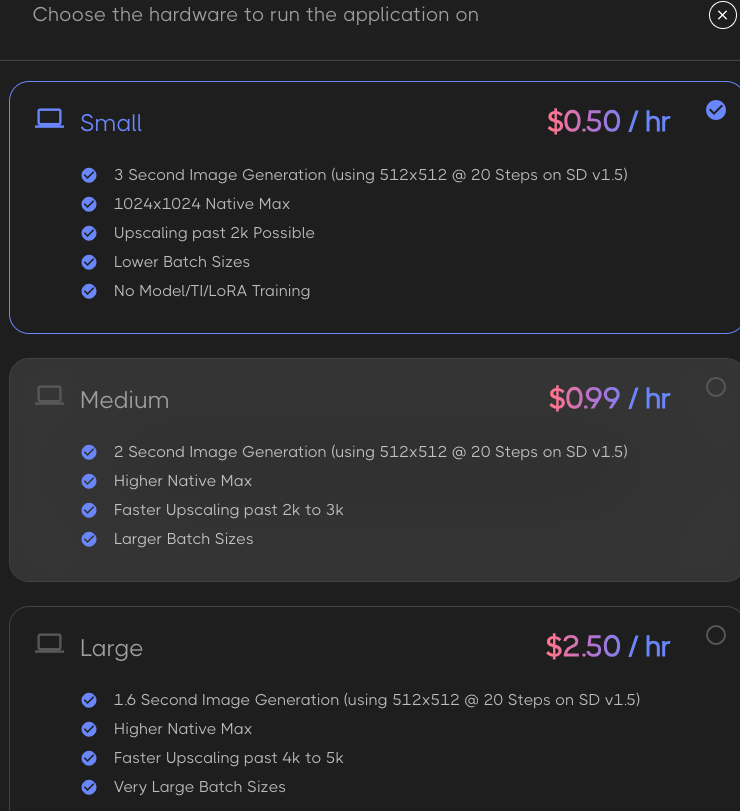 Choose the hardware to run the application on
Small
$0.50 / hr
3 Second Image Generation (using 512x512 @ 20 Steps on SD v1.5)
1024x1024 Native Max
Upscaling past 2k Possible
Lower Batch Sizes
No Model/TI/LoRA Training
Medium
$0.99 / hr
2 Second Image Generation (using 512x512 @ 20 Steps on SD v1.5)
Higher Native Max
Faster Upscaling past 2k to 3k
Larger Batch Sizes
Large
$2.50 / hr
1.6 Second Image Generation (using 512x512 @ 20 Steps on SD v1.5)
Higher Native Max
Faster Upscaling past 4k to 5k
Very Large Batch Sizes